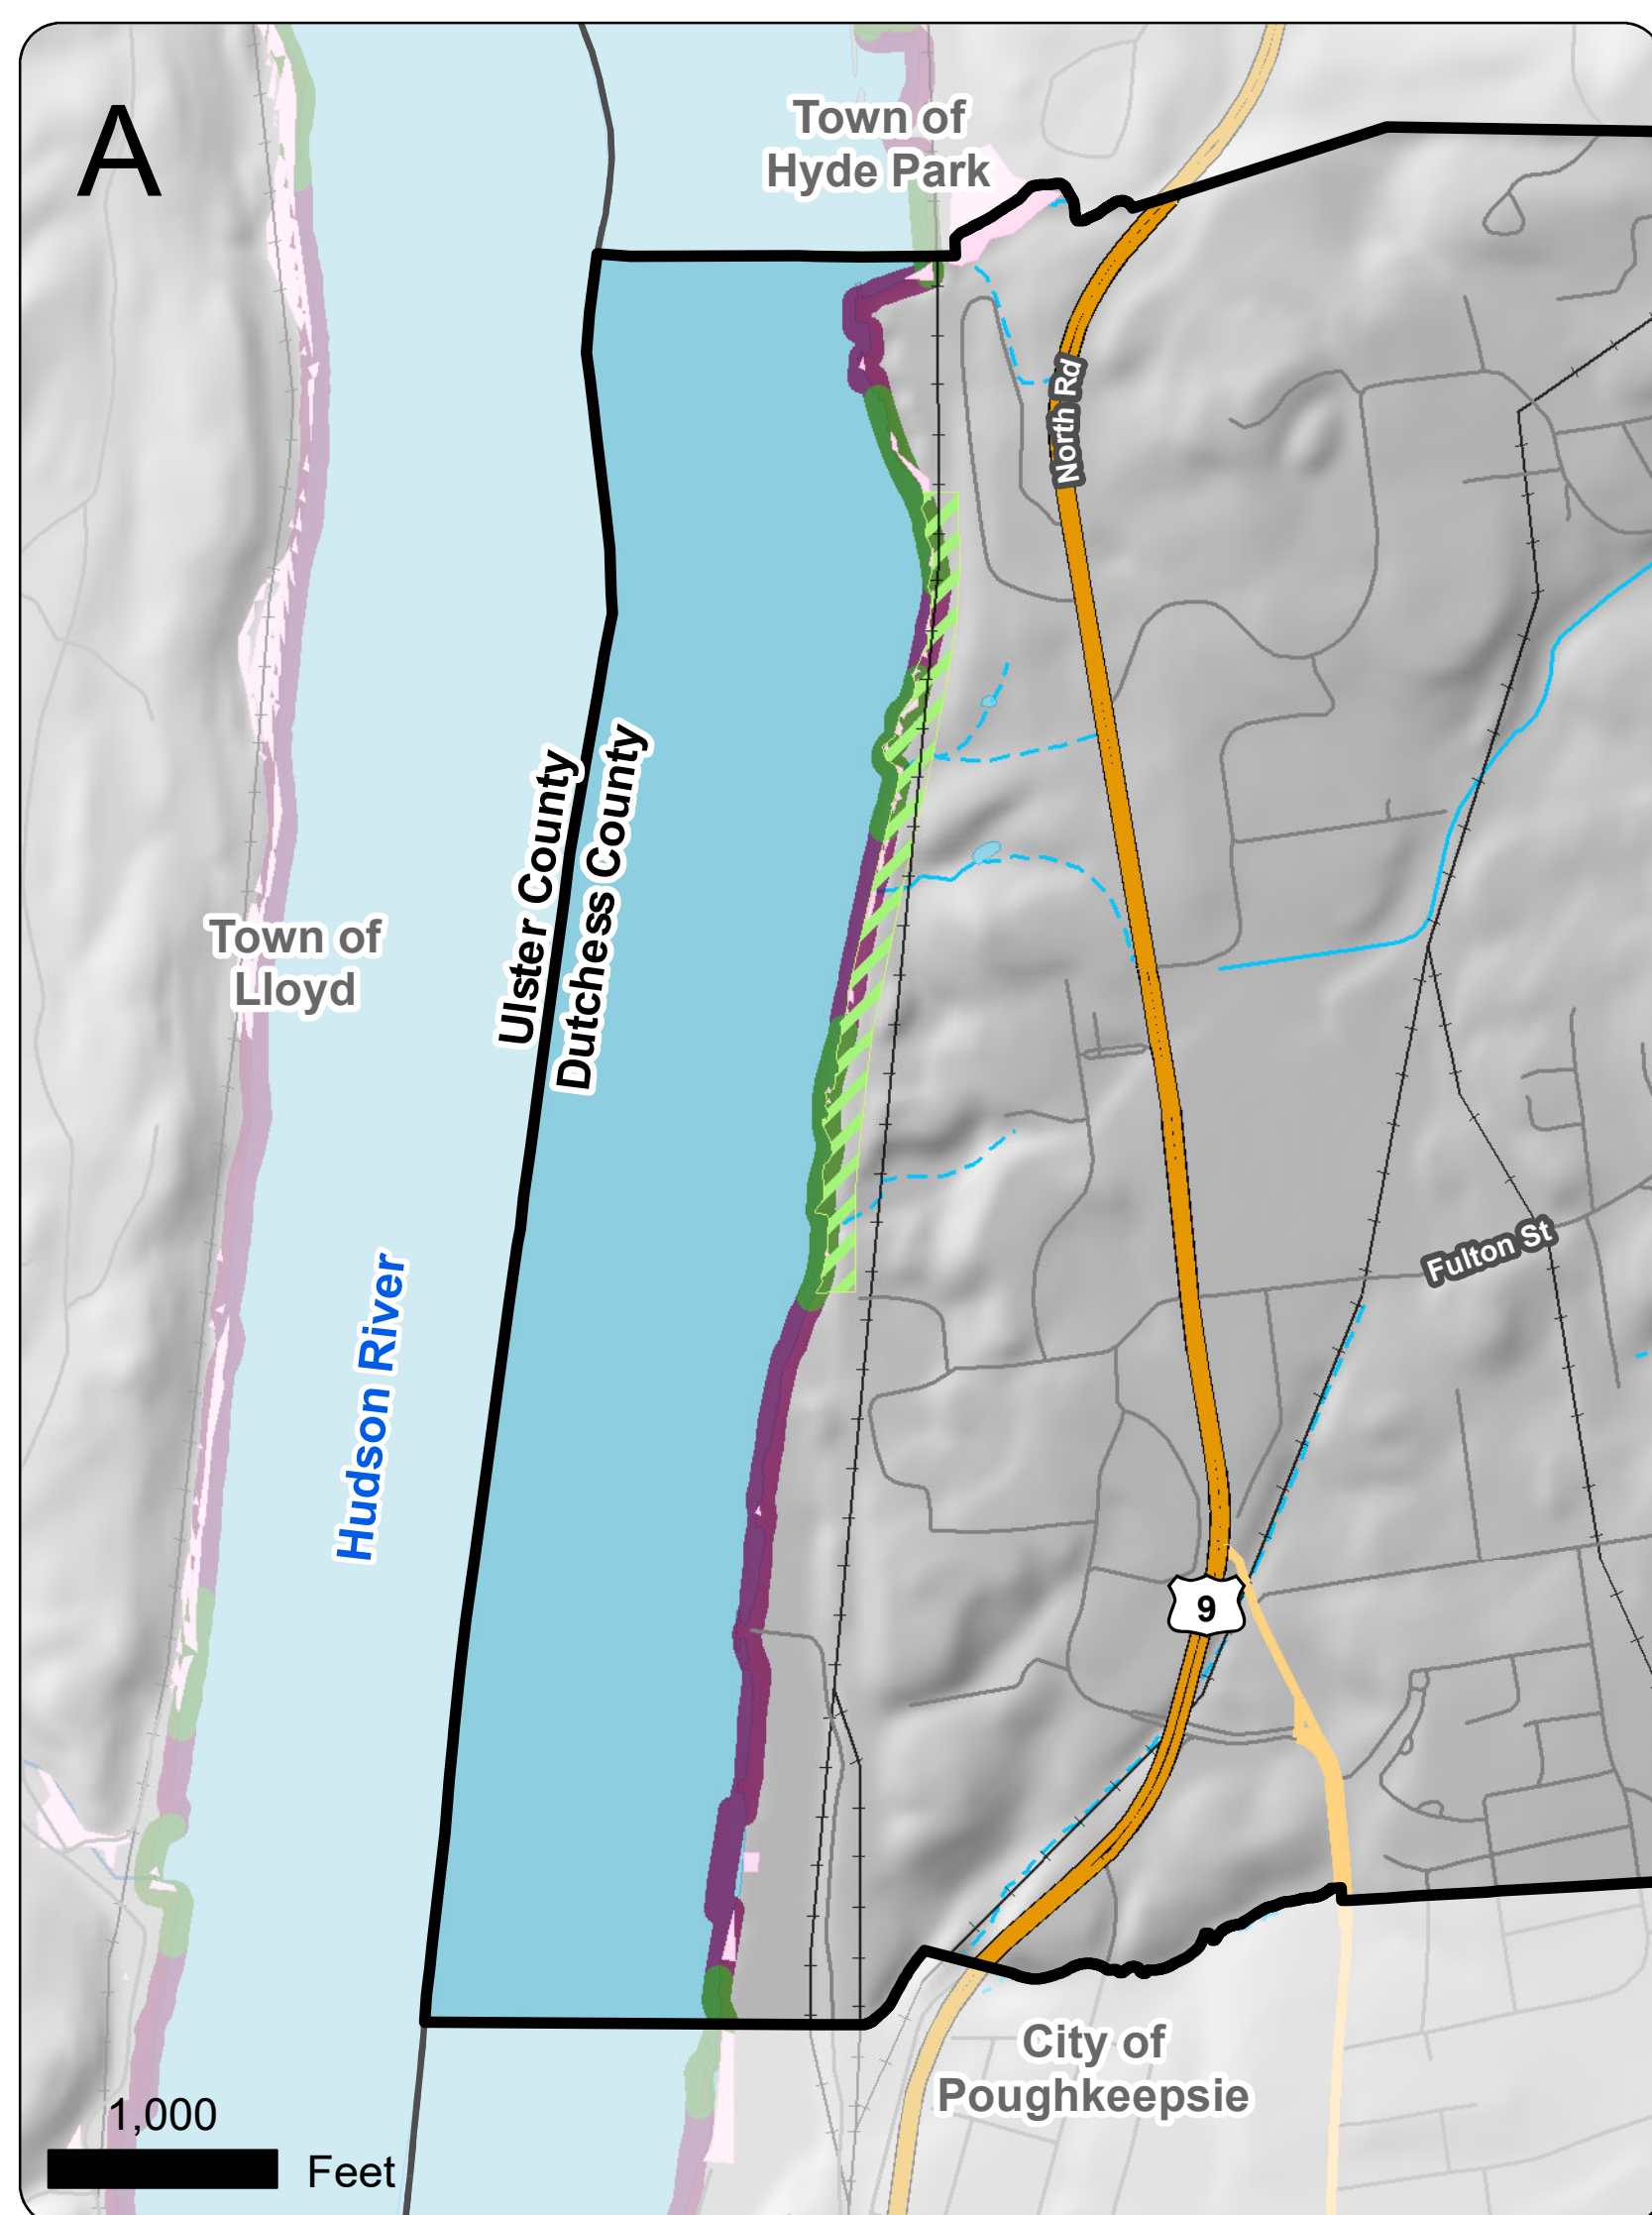 A
Town of
Hyde Park
North Rd
Ulster County
Dutchess County
Town of
Lloyd
Hudson River
Fulton St
9
City of
Poughkeepsie
1,000
Feet